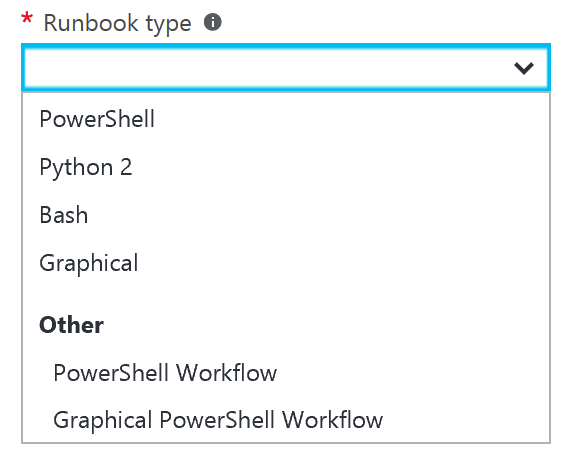 * Runbook type
PowerShell
Python 2
Bash
Graphical
Other
PowerShell Workflow
Graphical PowerShell Workflow